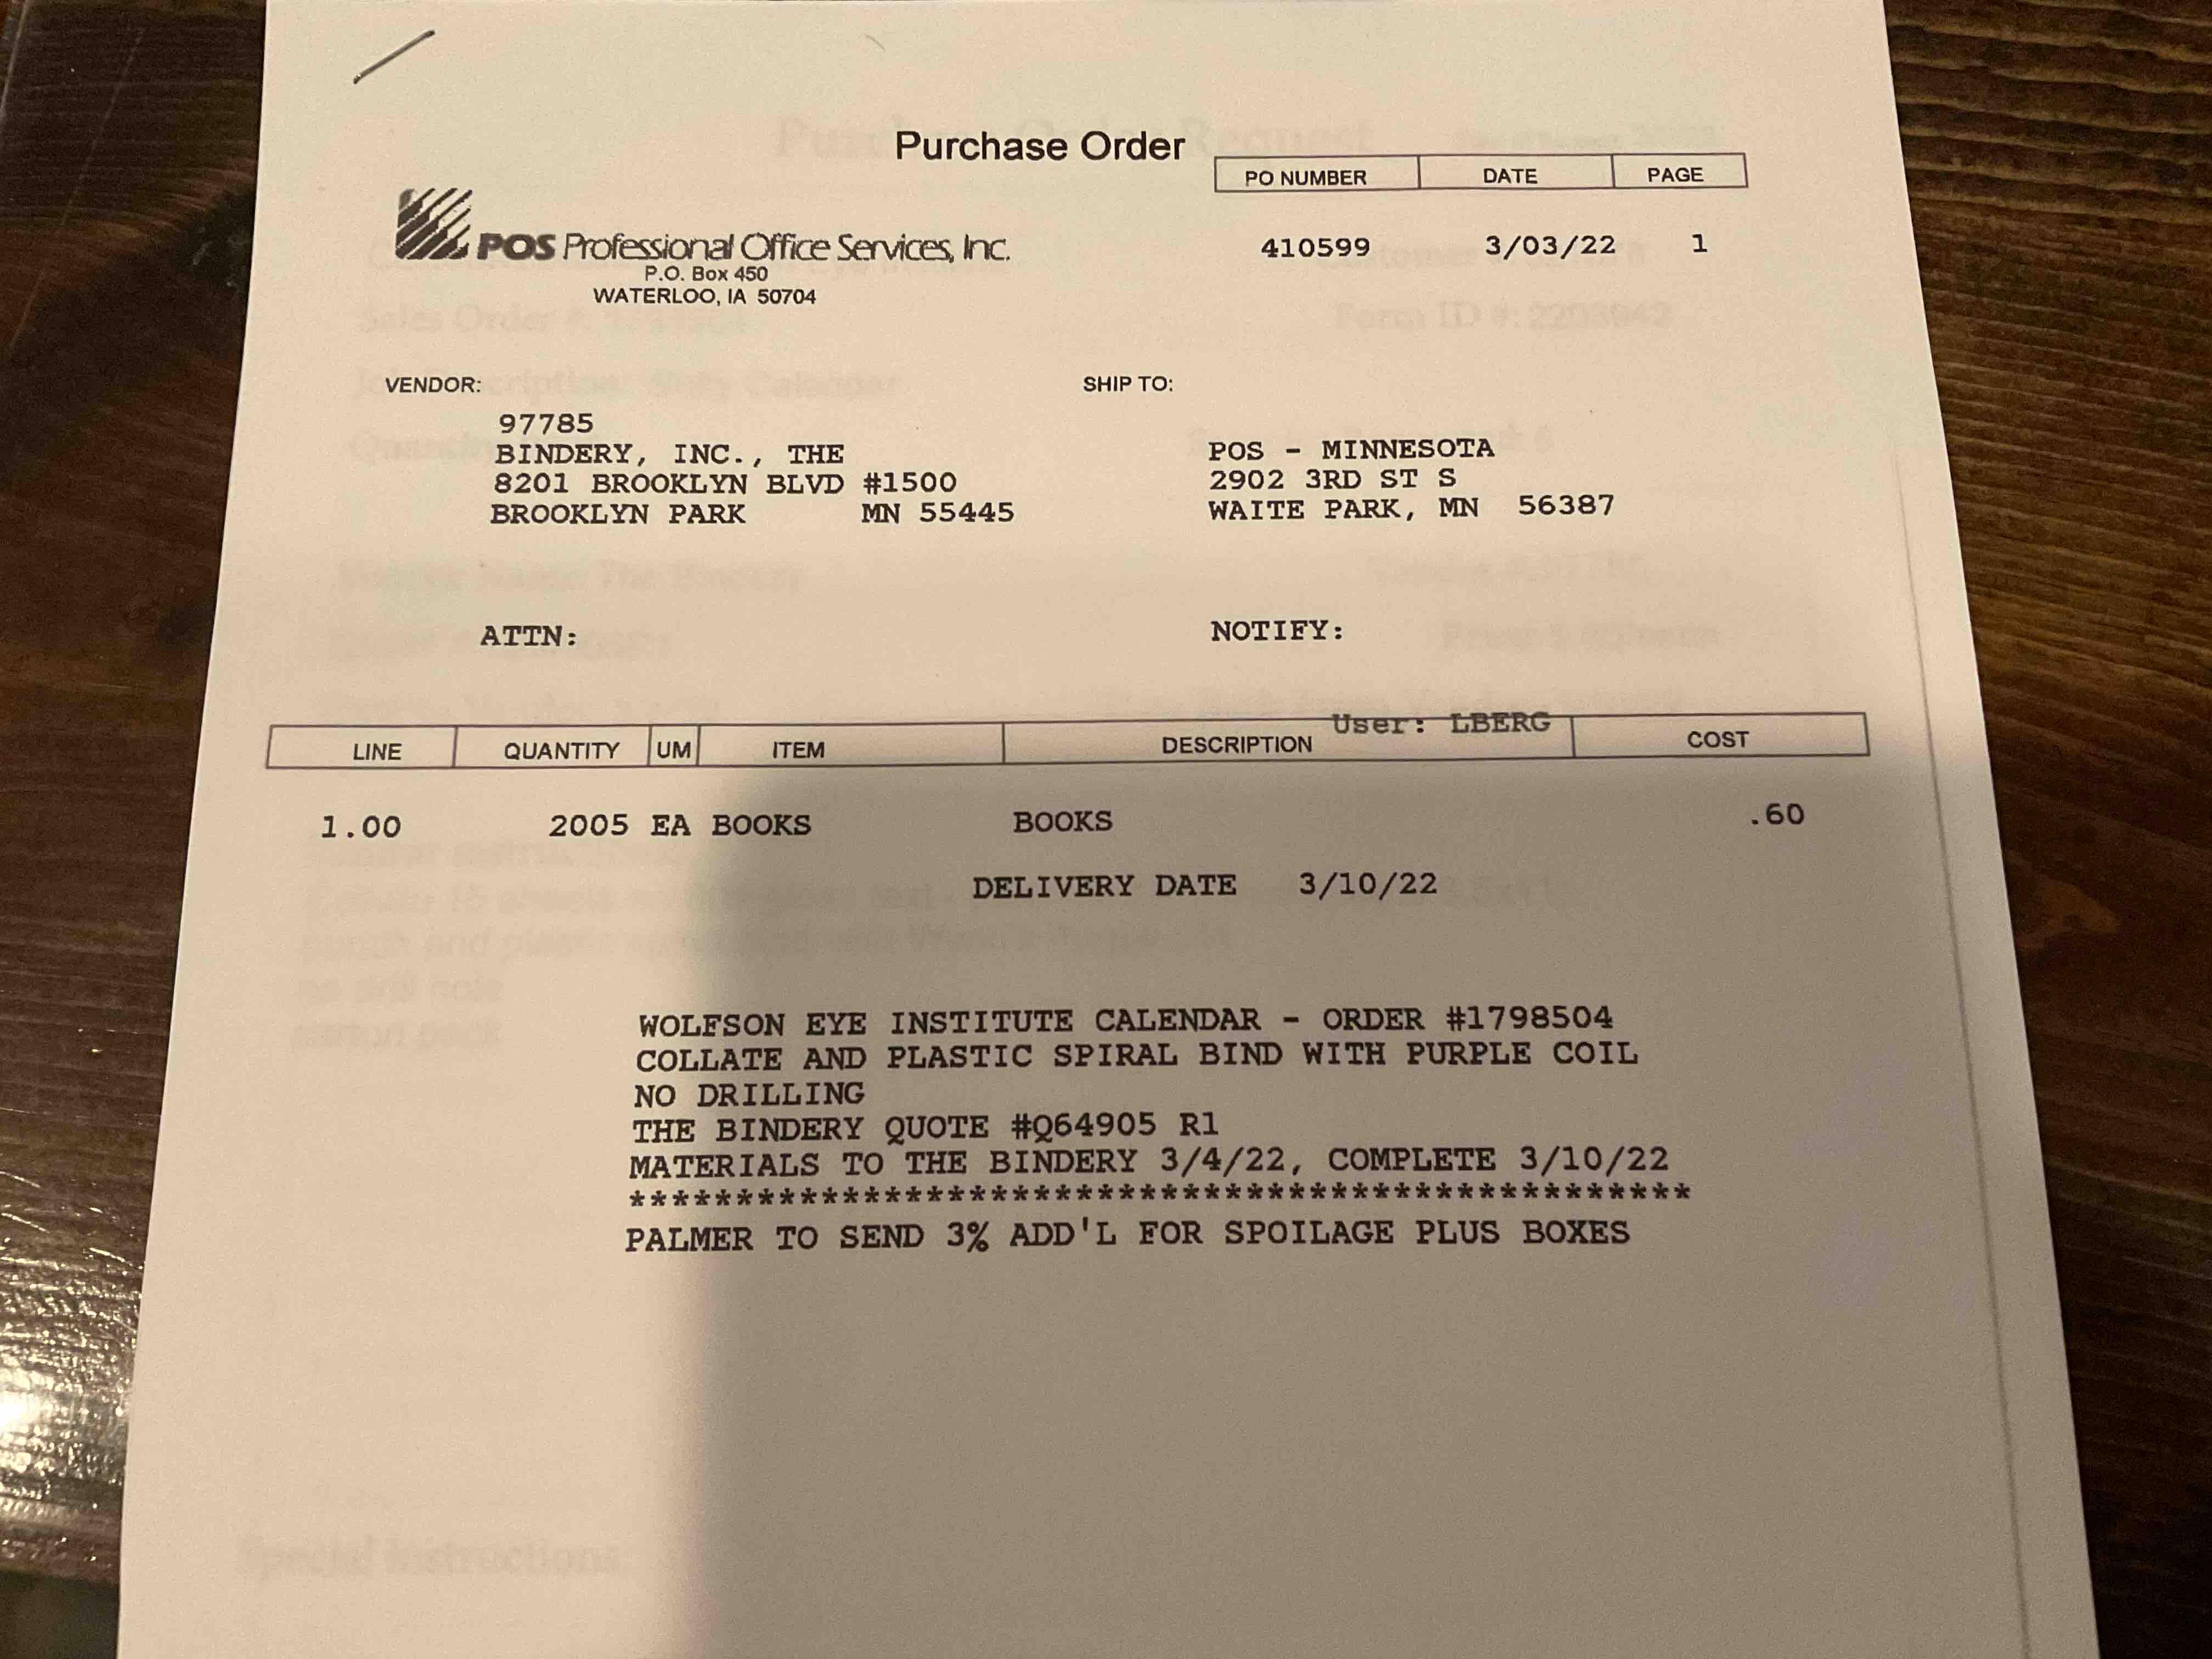 Purchase Order
PO NUMBER DATE PAGE
410599 3/03/22 1
POS Professional Office Services, Inc.
P.O. Box 450
WATERLOO, IA 50704
VENDOR: SHIP TO:
97785
BINDERY, INC., THE
8201 BROOKLYN BLVD #1500
BROOKLYN PARK MN 55445
POS - MINNESOTA
2902 3RD ST S
WAITE PARK, MN 56387
ATTN: NOTIFY:
User: LBERG
LINE QUANTITY UM ITEM DESCRIPTION COST
1.00 2005 EA BOOKS BOOKS .60
DELIVERY DATE 3/10/22
WOLFSON EYE INSTITUTE CALENDAR - ORDER #1798504
COLLATE AND PLASTIC SPIRAL BIND WITH PURPLE COIL
NO DRILLING
THE BINDERY QUOTE #Q64905 R1
MATERIALS TO THE BINDERY 3/4/22, COMPLETE 3/10/22
**************************************************
PALMER TO SEND 3% ADD'L FOR SPOILAGE PLUS BOXES
Special Instructions